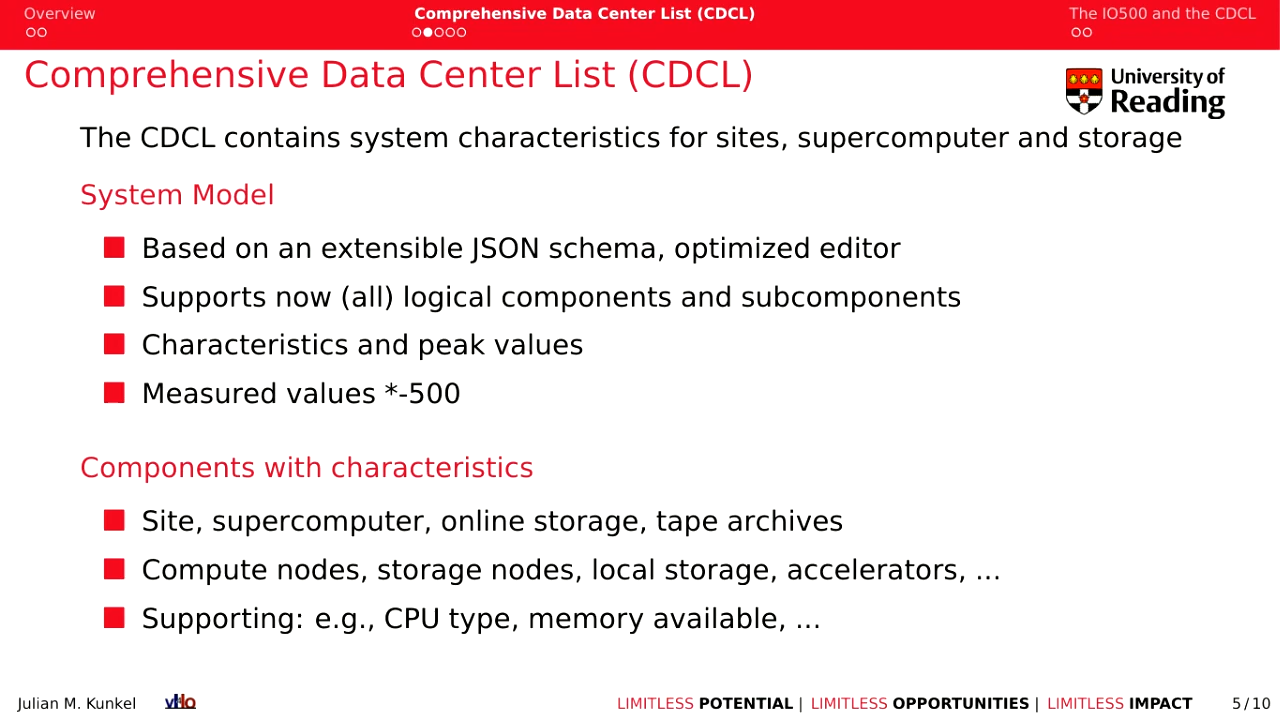 Overview
Comprehensive Data Center List (CDCL)
The IO500 and the CDCL
Comprehensive Data Center List (CDCL)
University of
Reading
The CDCL contains system characteristics for sites, supercomputer and storage
System Model
Based on an extensible JSON schema, optimized editor
Supports now (all) logical components and subcomponents
Characteristics and peak values
Measured values *-500
Components with characteristics
Site, supercomputer, online storage, tape archives
Compute nodes, storage nodes, local storage, accelerators, ...
Supporting: e.g., CPU type, memory available, ...
Julian M. Kunkel
LIMITLESS POTENTIAL | LIMITLESS OPPORTUNITIES | LIMITLESS IMPACT
5/10